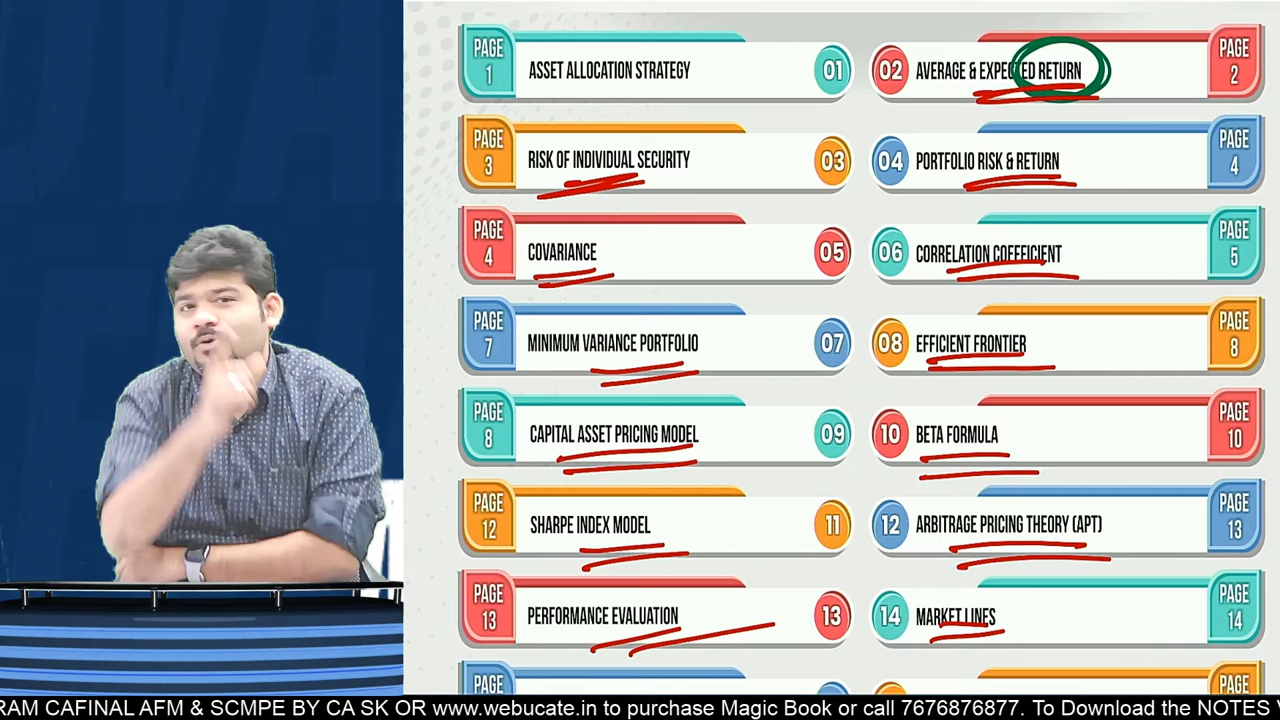 PAGE 1 ASSET ALLOCATION STRATEGY 01
02 AVERAGE & EXPECTED RETURN PAGE 2
PAGE 3 RISK OF INDIVIDUAL SECURITY 03
04 PORTFOLIO RISK & RETURN PAGE 4
PAGE 4 COVARIANCE 05
06 CORRELATION COEFFICIENT PAGE 5
PAGE 7 MINIMUM VARIANCE PORTFOLIO 07
08 EFFICIENT FRONTIER PAGE 8
PAGE 8 CAPITAL ASSET PRICING MODEL 09
10 BETA FORMULA PAGE 10
PAGE 12 SHARPE INDEX MODEL 11
12 ARBITRAGE PRICING THEORY (APT) PAGE 13
PAGE 13 PERFORMANCE EVALUATION 13
14 MARKET LINES PAGE 14
RAM CAFINAL AFM & SCMPE BY CA SK OR www.webucate.in to purchase Magic Book or call 7676876877. To Download the NOTES